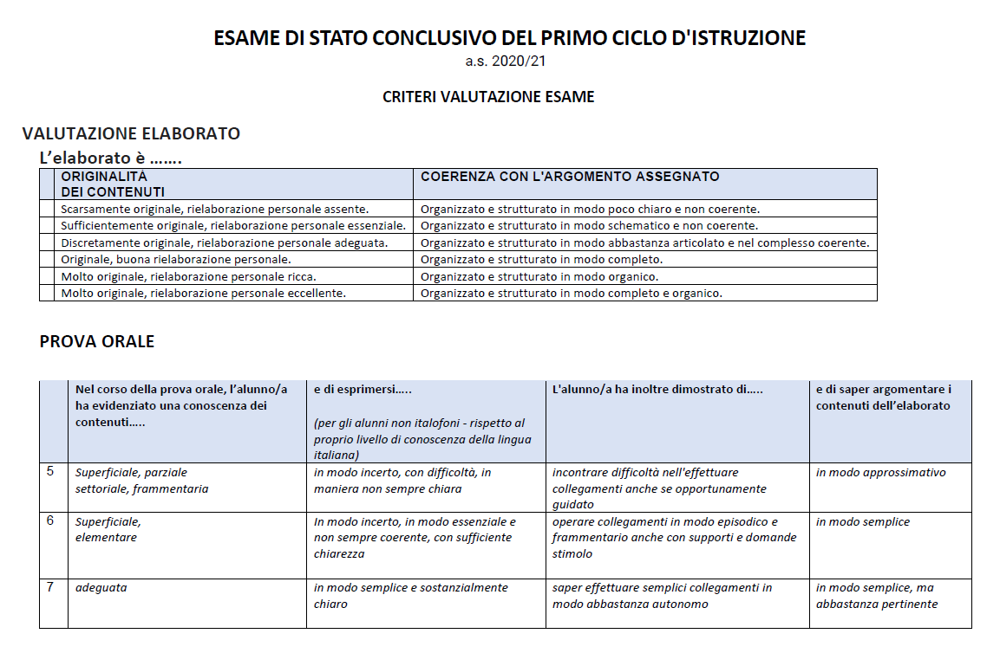 ESAME DI STATO CONCLUSIVO DEL PRIMO CICLO D'ISTRUZIONE
a.s. 2020/21
CRITERI VALUTAZIONE ESAME
VALUTAZIONE ELABORATO
L’elaborato è …….
ORIGINALITÀ
DEI CONTENUTI
COERENZA CON L'ARGOMENTO ASSEGNATO
Scarsamente originale, rielaborazione personale assente.
Organizzato e strutturato in modo poco chiaro e non coerente.
Sufficientemente originale, rielaborazione personale essenziale.
Organizzato e strutturato in modo schematico e non coerente.
Discretamente originale, rielaborazione personale adeguata.
Organizzato e strutturato in modo abbastanza articolato e nel complesso coerente.
Originale, buona rielaborazione personale.
Organizzato e strutturato in modo completo.
Molto originale, rielaborazione personale ricca.
Organizzato e strutturato in modo organico.
Molto originale, rielaborazione personale eccellente.
Organizzato e strutturato in modo completo e organico.
PROVA ORALE
Nel corso della prova orale, l’alunno/a
ha evidenziato una conoscenza dei
contenuti…..
e di esprimersi…..
(per gli alunni non italofoni - rispetto al
proprio livello di conoscenza della lingua
italiana)
L'alunno/a ha inoltre dimostrato di…..
e di saper argomentare i
contenuti dell’elaborato
5
Superficiale, parziale
settoriale, frammentaria
in modo incerto, con difficoltà, in
maniera non sempre chiara
incontrare difficoltà nell'effettuare
collegamenti anche se opportunamente
guidato
in modo approssimativo
6
Superficiale,
elementare
In modo incerto, in modo essenziale e
non sempre coerente, con sufficiente
chiarezza
operare collegamenti in modo episodico e
frammentario anche con supporti e domande
stimolo
in modo semplice
7
adeguata
in modo semplice e sostanzialmente
chiaro
saper effettuare semplici collegamenti in
modo abbastanza autonomo
in modo semplice, ma
abbastanza pertinente